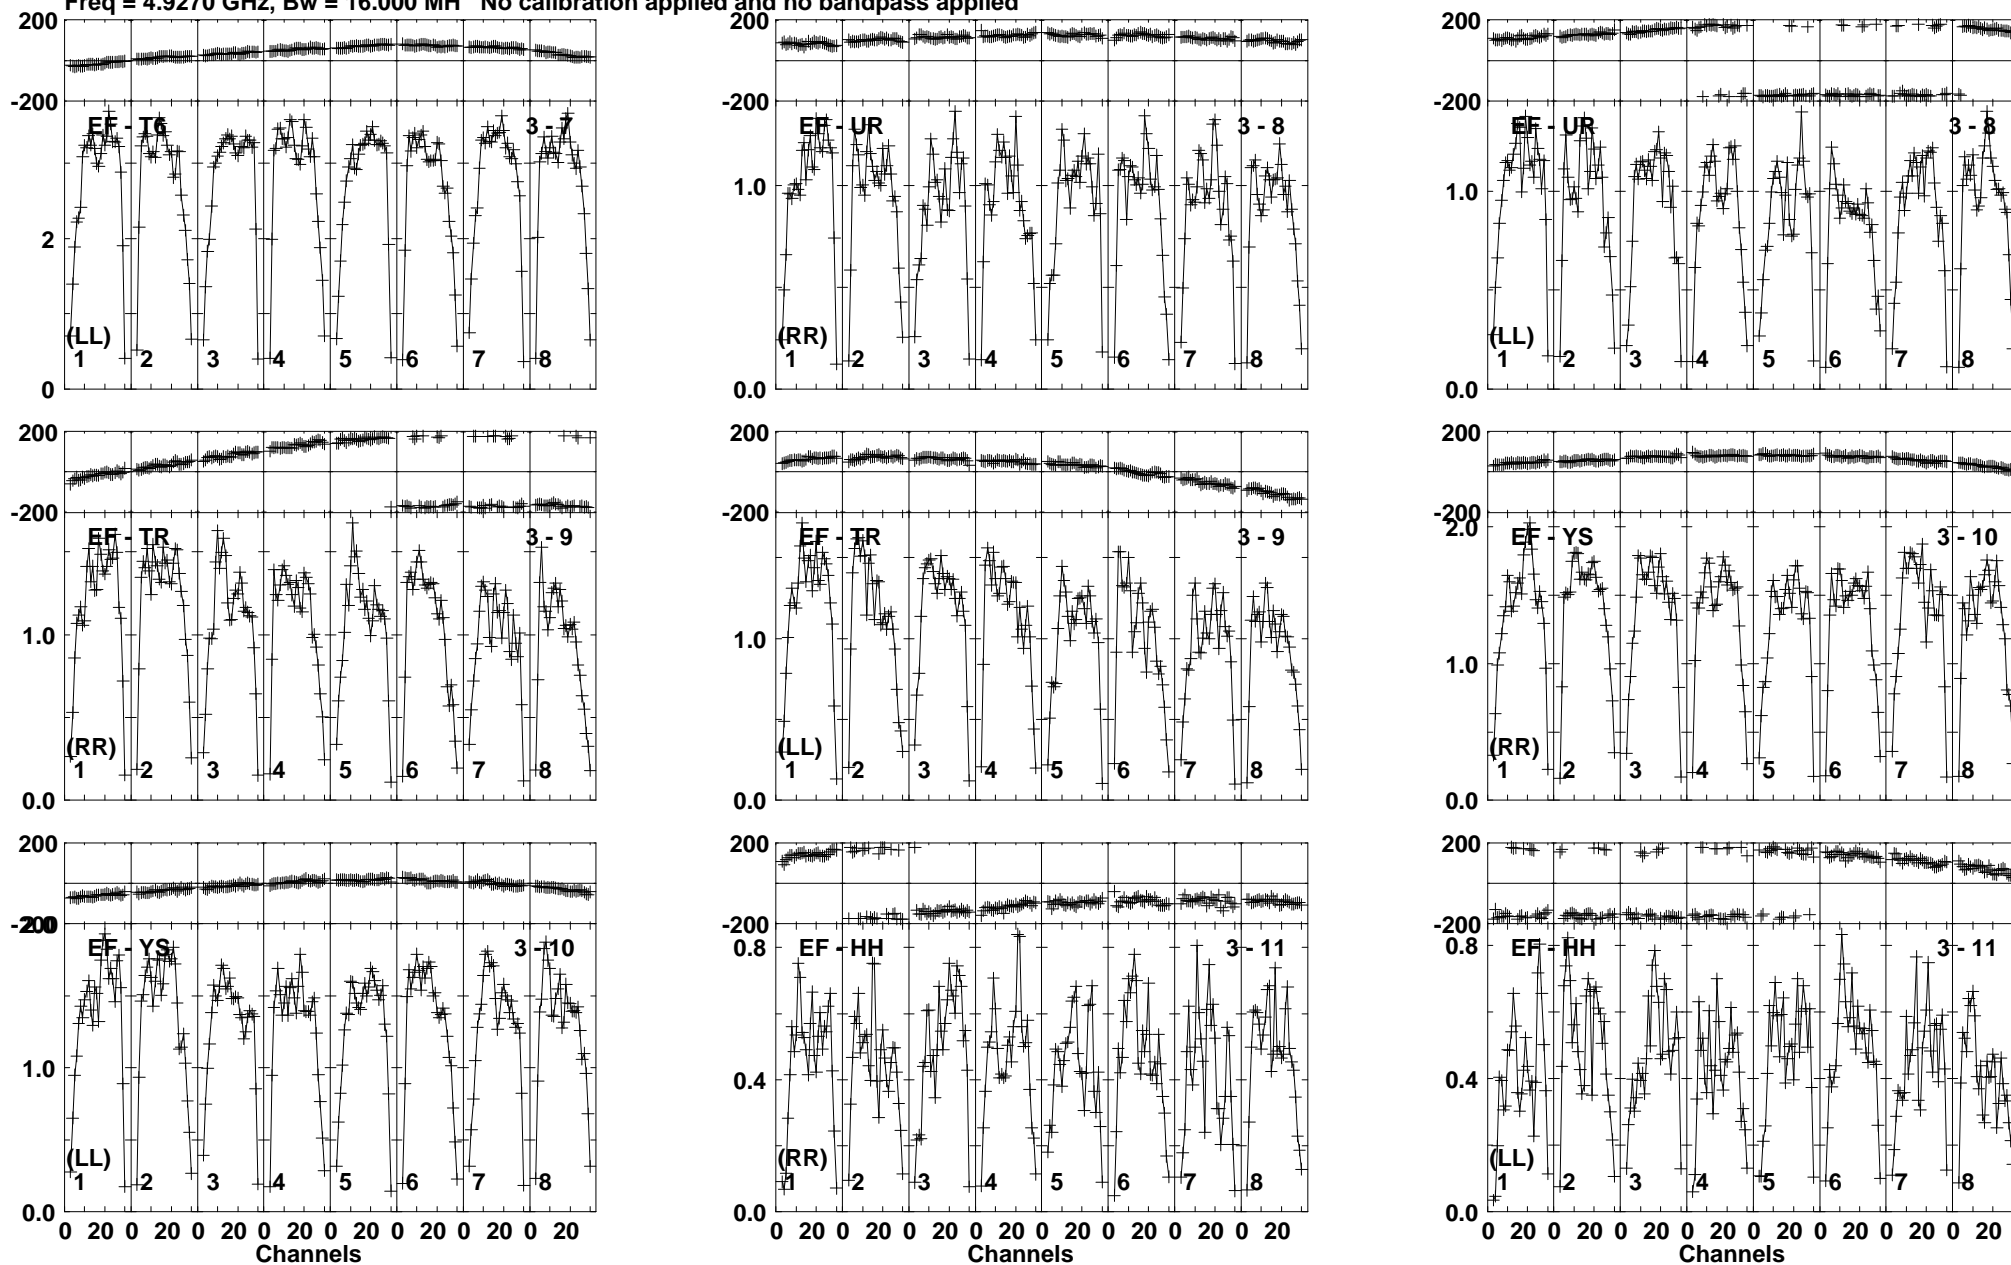 Freq = 4.9270 GHz, Bw = 16.000 MH No calibration applied and no bandpass applied
200 200 200
-200 -200 -200
EF - T6 3 - 7 EF - UR 3 - 8 EF - UR 3 - 8
1.0 1.0
2
(LL) (RR) (LL)
1 2 3 4 5 6 7 8 1 2 3 4 5 6 7 8 1 2 3 4 5 6 7 8
0 0.0 0.0
200 200 200
-200 -200 -200
2.0
EF - TR 3 - 9 EF - TR 3 - 9 EF - YS 3 - 10
1.0 1.0 1.0
(RR) (LL) (RR)
1 2 3 4 5 6 7 8 1 2 3 4 5 6 7 8 1 2 3 4 5 6 7 8
0.0 0.0 0.0
200 200 200
-200 -200 -200
EF - YS 3 - 10 EF - HH 3 - 11 EF - HH 3 - 11
0.8 0.8
1.0 0.4 0.4
(LL) (RR) (LL)
1 2 3 4 5 6 7 8 1 2 3 4 5 6 7 8 1 2 3 4 5 6 7 8
0.0 0.0 0.0
0 20 0 20 0 20 0 20 0 20 0 20 0 20 0 20 0 20 0 20 0 20 0 20 0 20 0 20 0 20 0 20 0 20 0 20 0 20 0 20 0 20 0 20 0 20 0 20
Channels Channels Channels